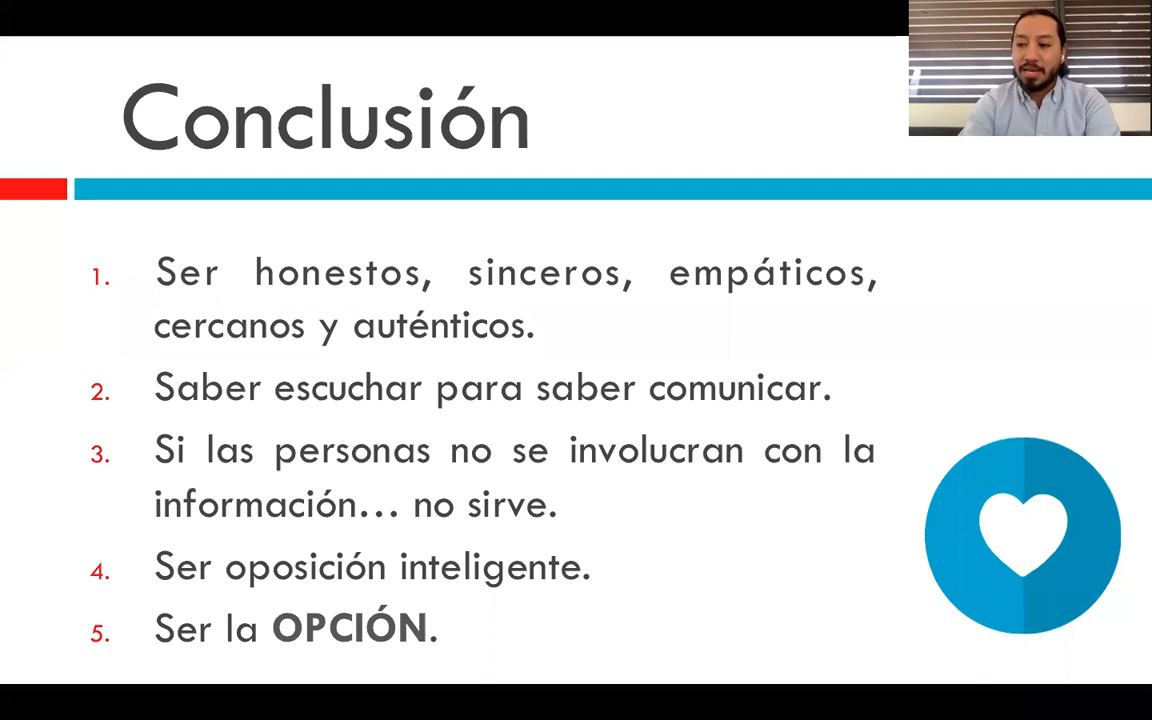 Conclusión
1. Ser honestos, sinceros, empáticos,
cercanos y auténticos.
2. Saber escuchar para saber comunicar.
3. Si las personas no se involucran con la
información... no sirve.
4. Ser oposición inteligente.
5. Ser la OPCIÓN.